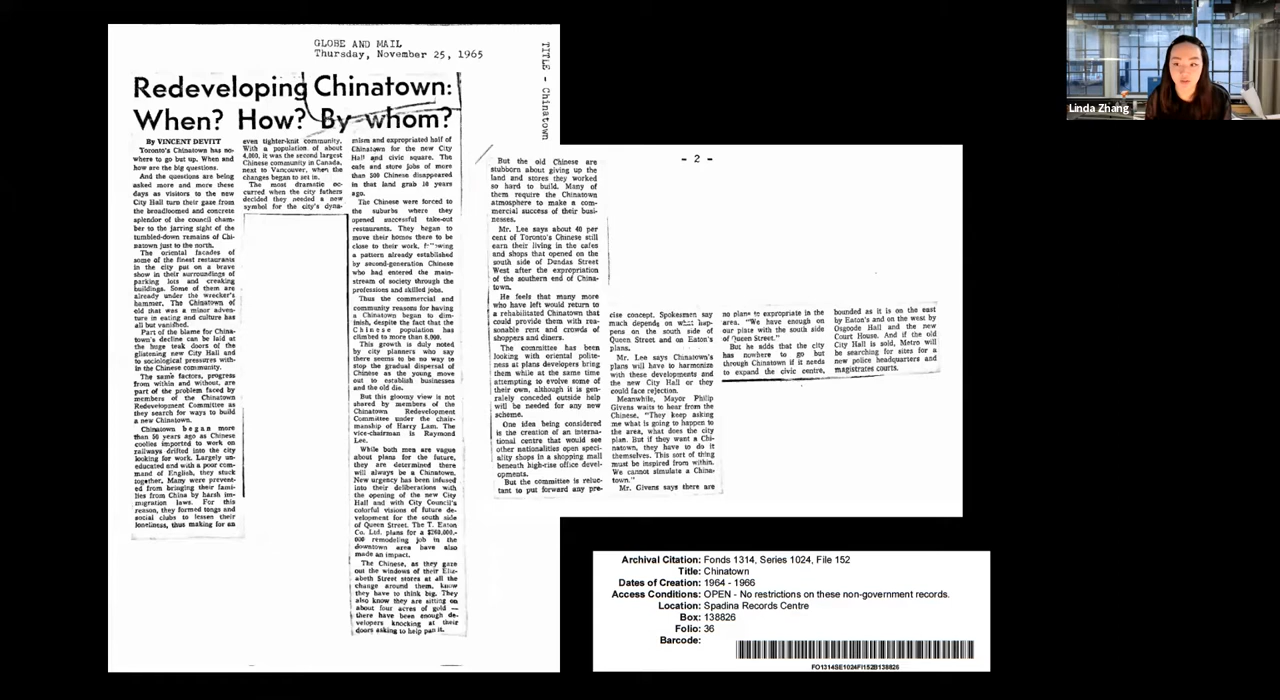 GLOBE AND MAIL
Thursday, November 25, 1965
TITLE - Chinatown
Redeveloping Chinatown:
When? How? By whom?
By VINCENT DEVITT
Toronto's Chinatown has no-
where to go but up. When and
how are the big questions.
And the questions are being
asked more and more these
days as visitors to the new
City Hall turn their gaze from
the broadloomed and concrete
splendor of the council cham-
ber to the jarring sight of the
tumbled-down remains of Chi-
natown just to the north.
The oriental facades of
some of the finest restaurants
in the city put on a brave
show in their surroundings of
parking lots and creaking
buildings. Some of them are
already under the wrecker's
hammer. The Chinatown of
old that was a minor adven-
ture in eating and culture has
all but vanished.
Part of the blame for China-
town's decline can be laid at
the huge teak doors of the
glistening new City Hall and
to sociological pressures with-
in the Chinese community.
The same factors, progress
from within and without, are
part of the problem faced by
members of the Chinatown
Redevelopment Committee as
they search for ways to build
a new Chinatown.
Chinatown began more
than 50 years ago as Chinese
coolies imported to work on
railways drifted into the city
looking for work. Largely un-
educated and with a poor com-
mand of English, they stuck
together. Many were prevent-
ed from bringing their fami-
lies from China by harsh im-
migration laws. For this
reason, they formed tongs and
social clubs to lessen their
loneliness, thus making for an
even tighter-knit community.
With a population of about
4,000, it was the second largest
Chinese community in Canada,
next to Vancouver, when the
changes began to set in.
The most dramatic oc-
curred when the city fathers
decided they needed a new
symbol for the city's dyna-
mism and expropriated half of
Chinatown for the new City
Hall and civic square. The
cafe and store jobs of more
than 300 Chinese disappeared
in that land grab 10 years
ago.
The Chinese were forced to
the suburbs where they
opened successful take-out
restaurants. They began to
move their homes there to be
close to their work,
a pattern already established
by second-generation Chinese
who had entered the main-
stream of society through the
professions and skilled jobs.
Thus the commercial and
community reasons for having
a Chinatown began to dim-
inish, despite the fact that the
Chinese population has
climbed to more than 8,000.
This growth is duly noted
by city planners who say
there seems to be no way to
stop the gradual dispersal of
Chinese as the young move
out to establish businesses
and the old die.
But this gloomy view is not
shared by members of the
Chinatown Redevelopment
Committee under the chair-
manship of Harry Lam. The
vice-chairman is Raymond
Lee.
While both men are vague
about plans for the future,
they are determined there
will always be a Chinatown.
New urgency has been infused
into their deliberations with
the opening of the new City
Hall and with City Council's
colorful visions of future de-
velopment for the south side
of Queen Street. The T. Eaton
Co. Ltd. plans for a $260,000,-
000 remodeling job in the
downtown area have also
made an impact.
The Chinese, as they gaze
out the windows of their Eliz-
abeth Street stores at all the
change around them, know
they have to think big. They
also know they are sitting on
about four acres of gold —
there have been enough de-
velopers knocking at their
doors asking to help pan it.
- 2 -
But the old Chinese are
stubborn about giving up the
land and stores they worked
so hard to build. Many of
them require the Chinatown
atmosphere to make a com-
mercial success of their busi-
nesses.
Mr. Lee says about 40 per
cent of Toronto's Chinese still
earn their living in the cafes
and shops that opened on the
south side of Dundas Street
West after the expropriation
of the southern end of China-
town.
He feels that many more
who have left would return to
a rehabilitated Chinatown that
could provide them with rea-
sonable rent and crowds of
shoppers and diners.
The committee has been
looking with oriental polite-
ness at plans developers bring
them while at the same time
attempting to evolve some of
their own, although it is gen-
erally conceded outside help
will be needed for any new
scheme.
One idea being considered
is the creation of an interna-
tional centre that would see
other nationalities open speci-
ality shops in a shopping mall
beneath high-rise office devel-
opments.
But the committee is reluc-
tant to put forward any pre-
cise concept. Spokesmen say
much depends on what hap-
pens on the south side of
Queen Street and on Eaton's
plans.
Mr. Lee says Chinatown's
plans will have to harmonize
with these developments and
the new City Hall or they
could face rejection.
Meanwhile, Mayor Philip
Givens waits to hear from the
Chinese. "They keep asking
me what is going to happen to
the area, what does the city
plan. But if they want a Chi-
natown, they have to do it
themselves. This sort of thing
must be inspired from within.
We cannot simulate a China-
town."
Mr. Givens says there are
no plans to expropriate in the
area. "We have enough on
our plate with the south side
of Queen Street."
But he adds that the city
has nowhere to go but
through Chinatown if it needs
to expand the civic centre,
bounded as it is on the east
by Eaton's and on the west by
Osgoode Hall and the new
Court House. And if the old
City Hall is sold, Metro will
be searching for sites for a
new police headquarters and
magistrates courts.
Archival Citation: Fonds 1314, Series 1024, File 152
Title: Chinatown
Dates of Creation: 1964 - 1966
Access Conditions: OPEN - No restrictions on these non-government records.
Location: Spadina Records Centre
Box: 138826
Folio: 36
Barcode:
FO1314SE1024FI152B138826
Linda Zhang